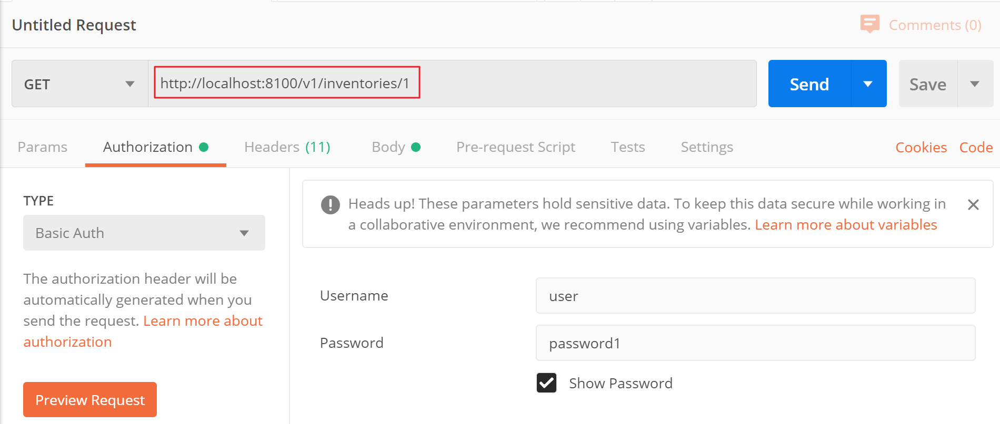 Untitled Request
Comments (0)
GET
http://localhost:8100/v1/inventories/1
Send
Save
Params
Authorization
Headers (11)
Body
Pre-request Script
Tests
Settings
Cookies
Code
TYPE
Basic Auth
The authorization header will be
automatically generated when you
send the request. Learn more about
authorization
Preview Request
Heads up! These parameters hold sensitive data. To keep this data secure while working in
a collaborative environment, we recommend using variables. Learn more about variables
Username
user
Password
password1
Show Password